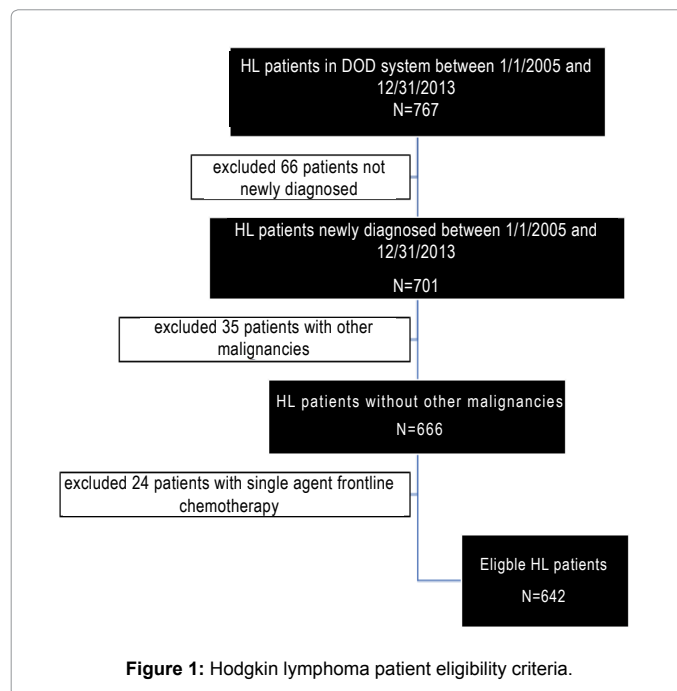 HL patients in DOD system between 1/1/2005 and
12/31/2013
N=767
excluded 66 patients not
newly diagnosed
HL patients newly diagnosed between 1/1/2005 and
12/31/2013
N=701
excluded 35 patients with other
malignancies
HL patients without other malignancies
N=666
excluded 24 patients with single agent frontline
chemotherapy
Eligble HL patients
N=642
Figure 1: Hodgkin lymphoma patient eligibility criteria.